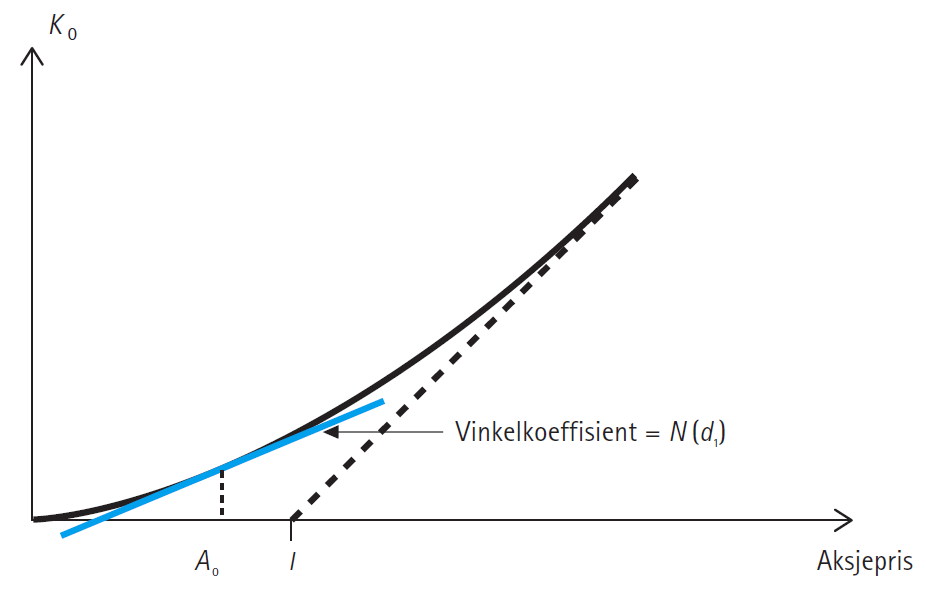 K₀
Vinkelkoeffisient = N (d₁)
A₀
I
Aksjepris